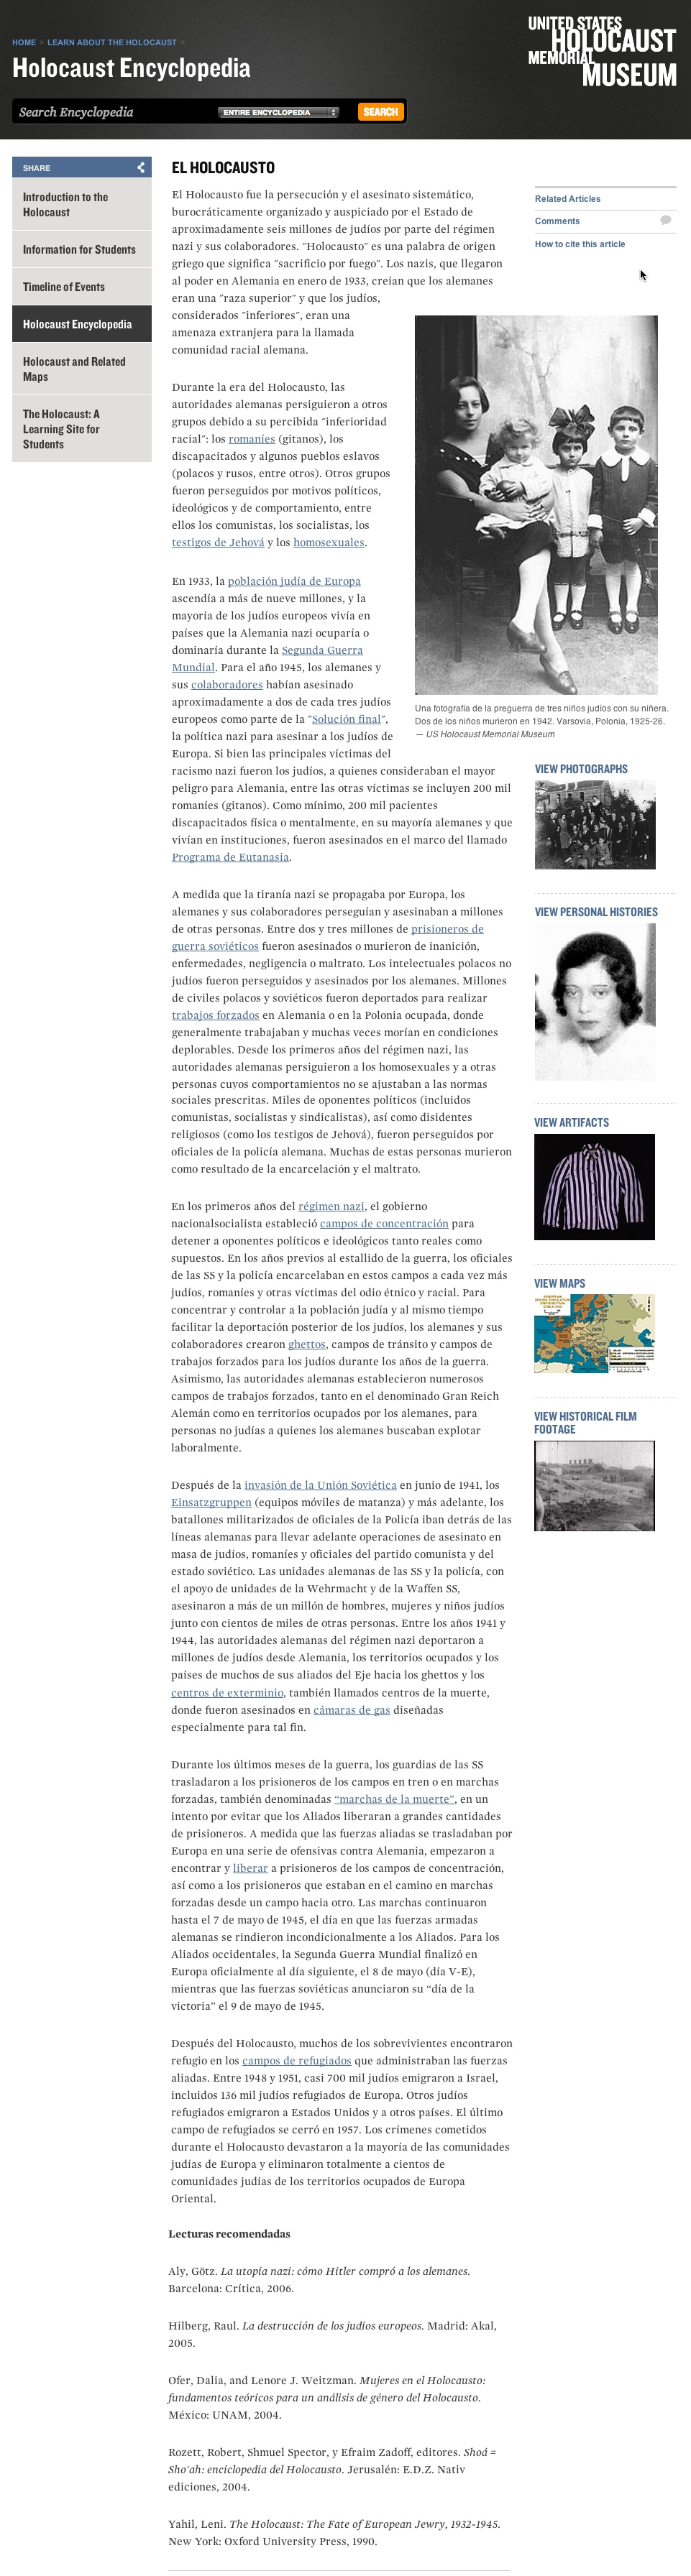 HOME > LEARN ABOUT THE HOLOCAUST >
Holocaust Encyclopedia
UNITED STATES
HOLOCAUST
MEMORIAL
MUSEUM
Search Encyclopedia
ENTIRE ENCYCLOPEDIA
SEARCH
SHARE
Introduction to the
Holocaust
Information for Students
Timeline of Events
Holocaust Encyclopedia
Holocaust and Related
Maps
The Holocaust: A
Learning Site for
Students
EL HOLOCAUSTO
El Holocausto fue la persecución y el asesinato sistemático,
burocráticamente organizado y auspiciado por el Estado de
aproximadamente seis millones de judíos por parte del régimen
nazi y sus colaboradores. "Holocausto" es una palabra de origen
griego que significa "sacrificio por fuego". Los nazis, que llegaron
al poder en Alemania en enero de 1933, creían que los alemanes
eran una "raza superior" y que los judíos,
considerados "inferiores", eran una
amenaza extranjera para la llamada
comunidad racial alemana.
Durante la era del Holocausto, las
autoridades alemanas persiguieron a otros
grupos debido a su percibida "inferioridad
racial": los romaníes (gitanos), los
discapacitados y algunos pueblos eslavos
(polacos y rusos, entre otros). Otros grupos
fueron perseguidos por motivos políticos,
ideológicos y de comportamiento, entre
ellos los comunistas, los socialistas, los
testigos de Jehová y los homosexuales.
En 1933, la población judía de Europa
ascendía a más de nueve millones, y la
mayoría de los judíos europeos vivía en
países que la Alemania nazi ocuparía o
dominaría durante la Segunda Guerra
Mundial. Para el año 1945, los alemanes y
sus colaboradores habían asesinado
aproximadamente a dos de cada tres judíos
europeos como parte de la "Solución final",
la política nazi para asesinar a los judíos de
Europa. Si bien las principales víctimas del
racismo nazi fueron los judíos, a quienes consideraban el mayor
peligro para Alemania, entre las otras víctimas se incluyen 200 mil
romaníes (gitanos). Como mínimo, 200 mil pacientes
discapacitados física o mentalmente, en su mayoría alemanes y que
vivían en instituciones, fueron asesinados en el marco del llamado
Programa de Eutanasia.
A medida que la tiranía nazi se propagaba por Europa, los
alemanes y sus colaboradores perseguían y asesinaban a millones
de otras personas. Entre dos y tres millones de prisioneros de
guerra soviéticos fueron asesinados o murieron de inanición,
enfermedades, negligencia o maltrato. Los intelectuales polacos no
judíos fueron perseguidos y asesinados por los alemanes. Millones
de civiles polacos y soviéticos fueron deportados para realizar
trabajos forzados en Alemania o en la Polonia ocupada, donde
generalmente trabajaban y muchas veces morían en condiciones
deplorables. Desde los primeros años del régimen nazi, las
autoridades alemanas persiguieron a los homosexuales y a otras
personas cuyos comportamientos no se ajustaban a las normas
sociales prescritas. Miles de oponentes políticos (incluidos
comunistas, socialistas y sindicalistas), así como disidentes
religiosos (como los testigos de Jehová), fueron perseguidos por
oficiales de la policía alemana. Muchas de estas personas murieron
como resultado de la encarcelación y el maltrato.
En los primeros años del régimen nazi, el gobierno
nacionalsocialista estableció campos de concentración para
detener a oponentes políticos e ideológicos tanto reales como
supuestos. En los años previos al estallido de la guerra, los oficiales
de las SS y la policía encarcelaban en estos campos a cada vez más
judíos, romaníes y otras víctimas del odio étnico y racial. Para
concentrar y controlar a la población judía y al mismo tiempo
facilitar la deportación posterior de los judíos, los alemanes y sus
colaboradores crearon ghettos, campos de tránsito y campos de
trabajos forzados para los judíos durante los años de la guerra.
Asimismo, las autoridades alemanas establecieron numerosos
campos de trabajos forzados, tanto en el denominado Gran Reich
Alemán como en territorios ocupados por los alemanes, para
personas no judías a quienes los alemanes buscaban explotar
laboralmente.
Después de la invasión de la Unión Soviética en junio de 1941, los
Einsatzgruppen (equipos móviles de matanza) y más adelante, los
batallones militarizados de oficiales de la Policía iban detrás de las
líneas alemanas para llevar adelante operaciones de asesinato en
masa de judíos, romaníes y oficiales del partido comunista y del
estado soviético. Las unidades alemanas de las SS y la policía, con
el apoyo de unidades de la Wehrmacht y de la Waffen SS,
asesinaron a más de un millón de hombres, mujeres y niños judíos
junto con cientos de miles de otras personas. Entre los años 1941 y
1944, las autoridades alemanas del régimen nazi deportaron a
millones de judíos desde Alemania, los territorios ocupados y los
países de muchos de sus aliados del Eje hacia los ghettos y los
centros de exterminio, también llamados centros de la muerte,
donde fueron asesinados en cámaras de gas diseñadas
especialmente para tal fin.
Durante los últimos meses de la guerra, los guardias de las SS
trasladaron a los prisioneros de los campos en tren o en marchas
forzadas, también denominadas “marchas de la muerte”, en un
intento por evitar que los Aliados liberaran a grandes cantidades
de prisioneros. A medida que las fuerzas aliadas se trasladaban por
Europa en una serie de ofensivas contra Alemania, empezaron a
encontrar y liberar a prisioneros de los campos de concentración,
así como a los prisioneros que estaban en el camino en marchas
forzadas desde un campo hacia otro. Las marchas continuaron
hasta el 7 de mayo de 1945, el día en que las fuerzas armadas
alemanas se rindieron incondicionalmente a los Aliados. Para los
Aliados occidentales, la Segunda Guerra Mundial finalizó en
Europa oficialmente al día siguiente, el 8 de mayo (día V-E),
mientras que las fuerzas soviéticas anunciaron su “día de la
victoria” el 9 de mayo de 1945.
Después del Holocausto, muchos de los sobrevivientes encontraron
refugio en los campos de refugiados que administraban las fuerzas
aliadas. Entre 1948 y 1951, casi 700 mil judíos emigraron a Israel,
incluidos 136 mil judíos refugiados de Europa. Otros judíos
refugiados emigraron a Estados Unidos y a otros países. El último
campo de refugiados se cerró en 1957. Los crímenes cometidos
durante el Holocausto devastaron a la mayoría de las comunidades
judías de Europa y eliminaron totalmente a cientos de
comunidades judías de los territorios ocupados de Europa
Oriental.
Lecturas recomendadas
Aly, Götz. La utopía nazi: cómo Hitler compró a los alemanes.
Barcelona: Crítica, 2006.
Hilberg, Raul. La destrucción de los judíos europeos. Madrid: Akal,
2005.
Ofer, Dalia, and Lenore J. Weitzman. Mujeres en el Holocausto:
fundamentos teóricos para un análisis de género del Holocausto.
México: UNAM, 2004.
Rozett, Robert, Shmuel Spector, y Efraim Zadoff, editores. Shoá =
Sho'ah: enciclopedia del Holocausto. Jerusalén: E.D.Z. Nativ
ediciones, 2004.
Yahil, Leni. The Holocaust: The Fate of European Jewry, 1932-1945.
New York: Oxford University Press, 1990.
Related Articles
Comments
How to cite this article
Una fotografía de la preguerra de tres niños judíos con su niñera.
Dos de los niños murieron en 1942. Varsovia, Polonia, 1925-26.
— US Holocaust Memorial Museum
VIEW PHOTOGRAPHS
VIEW PERSONAL HISTORIES
VIEW ARTIFACTS
VIEW MAPS
VIEW HISTORICAL FILM
FOOTAGE